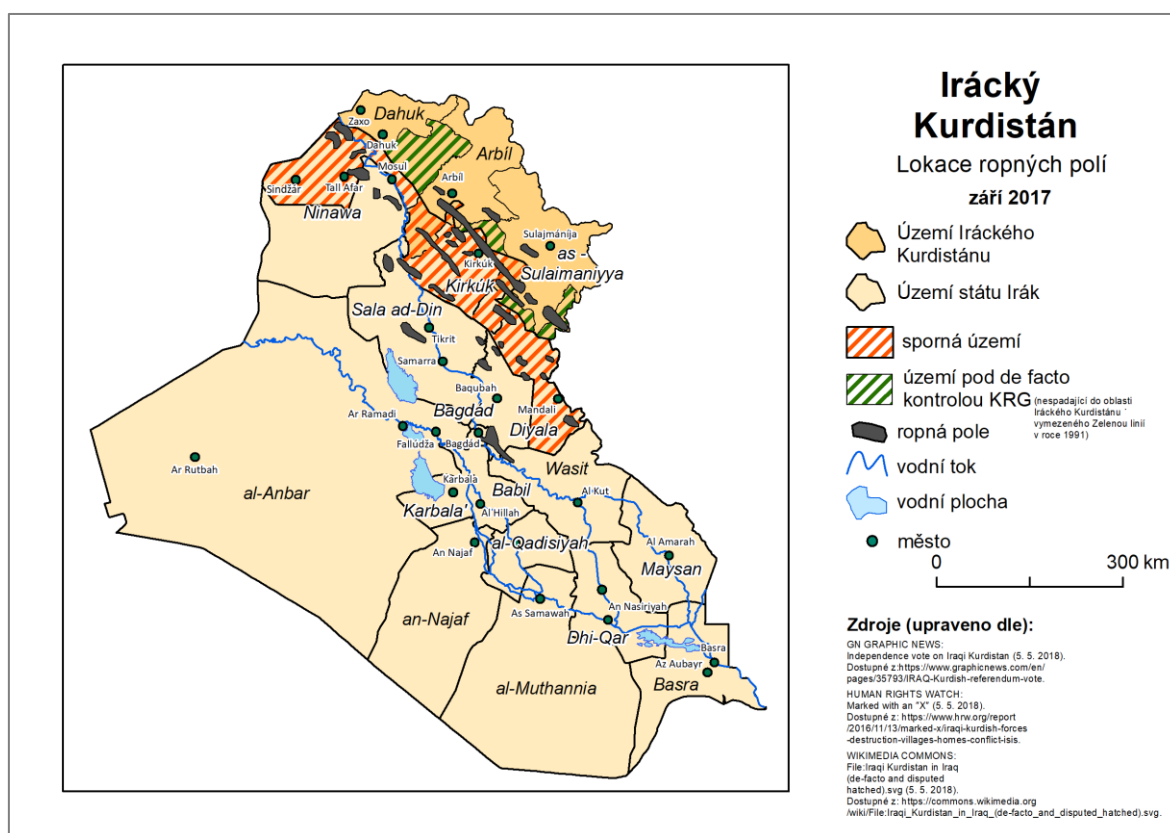 Irácký
Kurdistán
Lokace ropných polí
září 2017
Území Iráckého
Kurdistánu
Území státu Irák
sporná území
území pod de facto
kontrolou KRG
(nespadající do oblasti
Iráckého Kurdistánu ´
vymezeného Zelenou linií
v roce 1991)
ropná pole
vodní tok
vodní plocha
město
0 300 km
Zdroje (upraveno dle):
GN GRAPHIC NEWS:
Independence vote on Iraqi Kurdistan (5. 5. 2018).
Dostupné z:https://www.graphicnews.com/en/
pages/35793/IRAQ-Kurdish-referendum-vote.
HUMAN RIGHTS WATCH:
Marked with an "X" (5. 5. 2018).
Dostupné z: https://www.hrw.org/report
/2016/11/13/marked-x/iraqi-kurdish-forces
-destruction-villages-homes-conflict-isis.
WIKIMEDIA COMMONS:
File:Iraqi Kurdistan in Iraq
(de-facto and disputed
hatched).svg (5. 5. 2018).
Dostupné z: https://commons.wikimedia.org
/wiki/File:Iraqi_Kurdistan_in_Iraq_(de-facto_and_disputed_hatched).svg.
Zaxo
Dahuk
Dahuk
Arbíl
Mosul
Sindžár
Tall Afar
Arbíl
Ninawa
Sulajmáníja
as -
Sulaimaniyya
Kirkúk
Kirkúk
Sala ad-Din
Tikrit
Samarra
Baqubah
Mandali
Bagdád
Diyala
Ar Ramadi
Fallúdža
Bagdád
Ar Rutbah
al-Anbar
Wasit
Karbala
Babil
Al Kut
Karbala'
Al´Hillah
al-Qadisiyah
An Najaf
Al Amarah
Maysan
an-Najaf
As Samawah
An Nasiriyah
Dhi-Qar
Basra
Az Aubayr
al-Muthannia
Basra